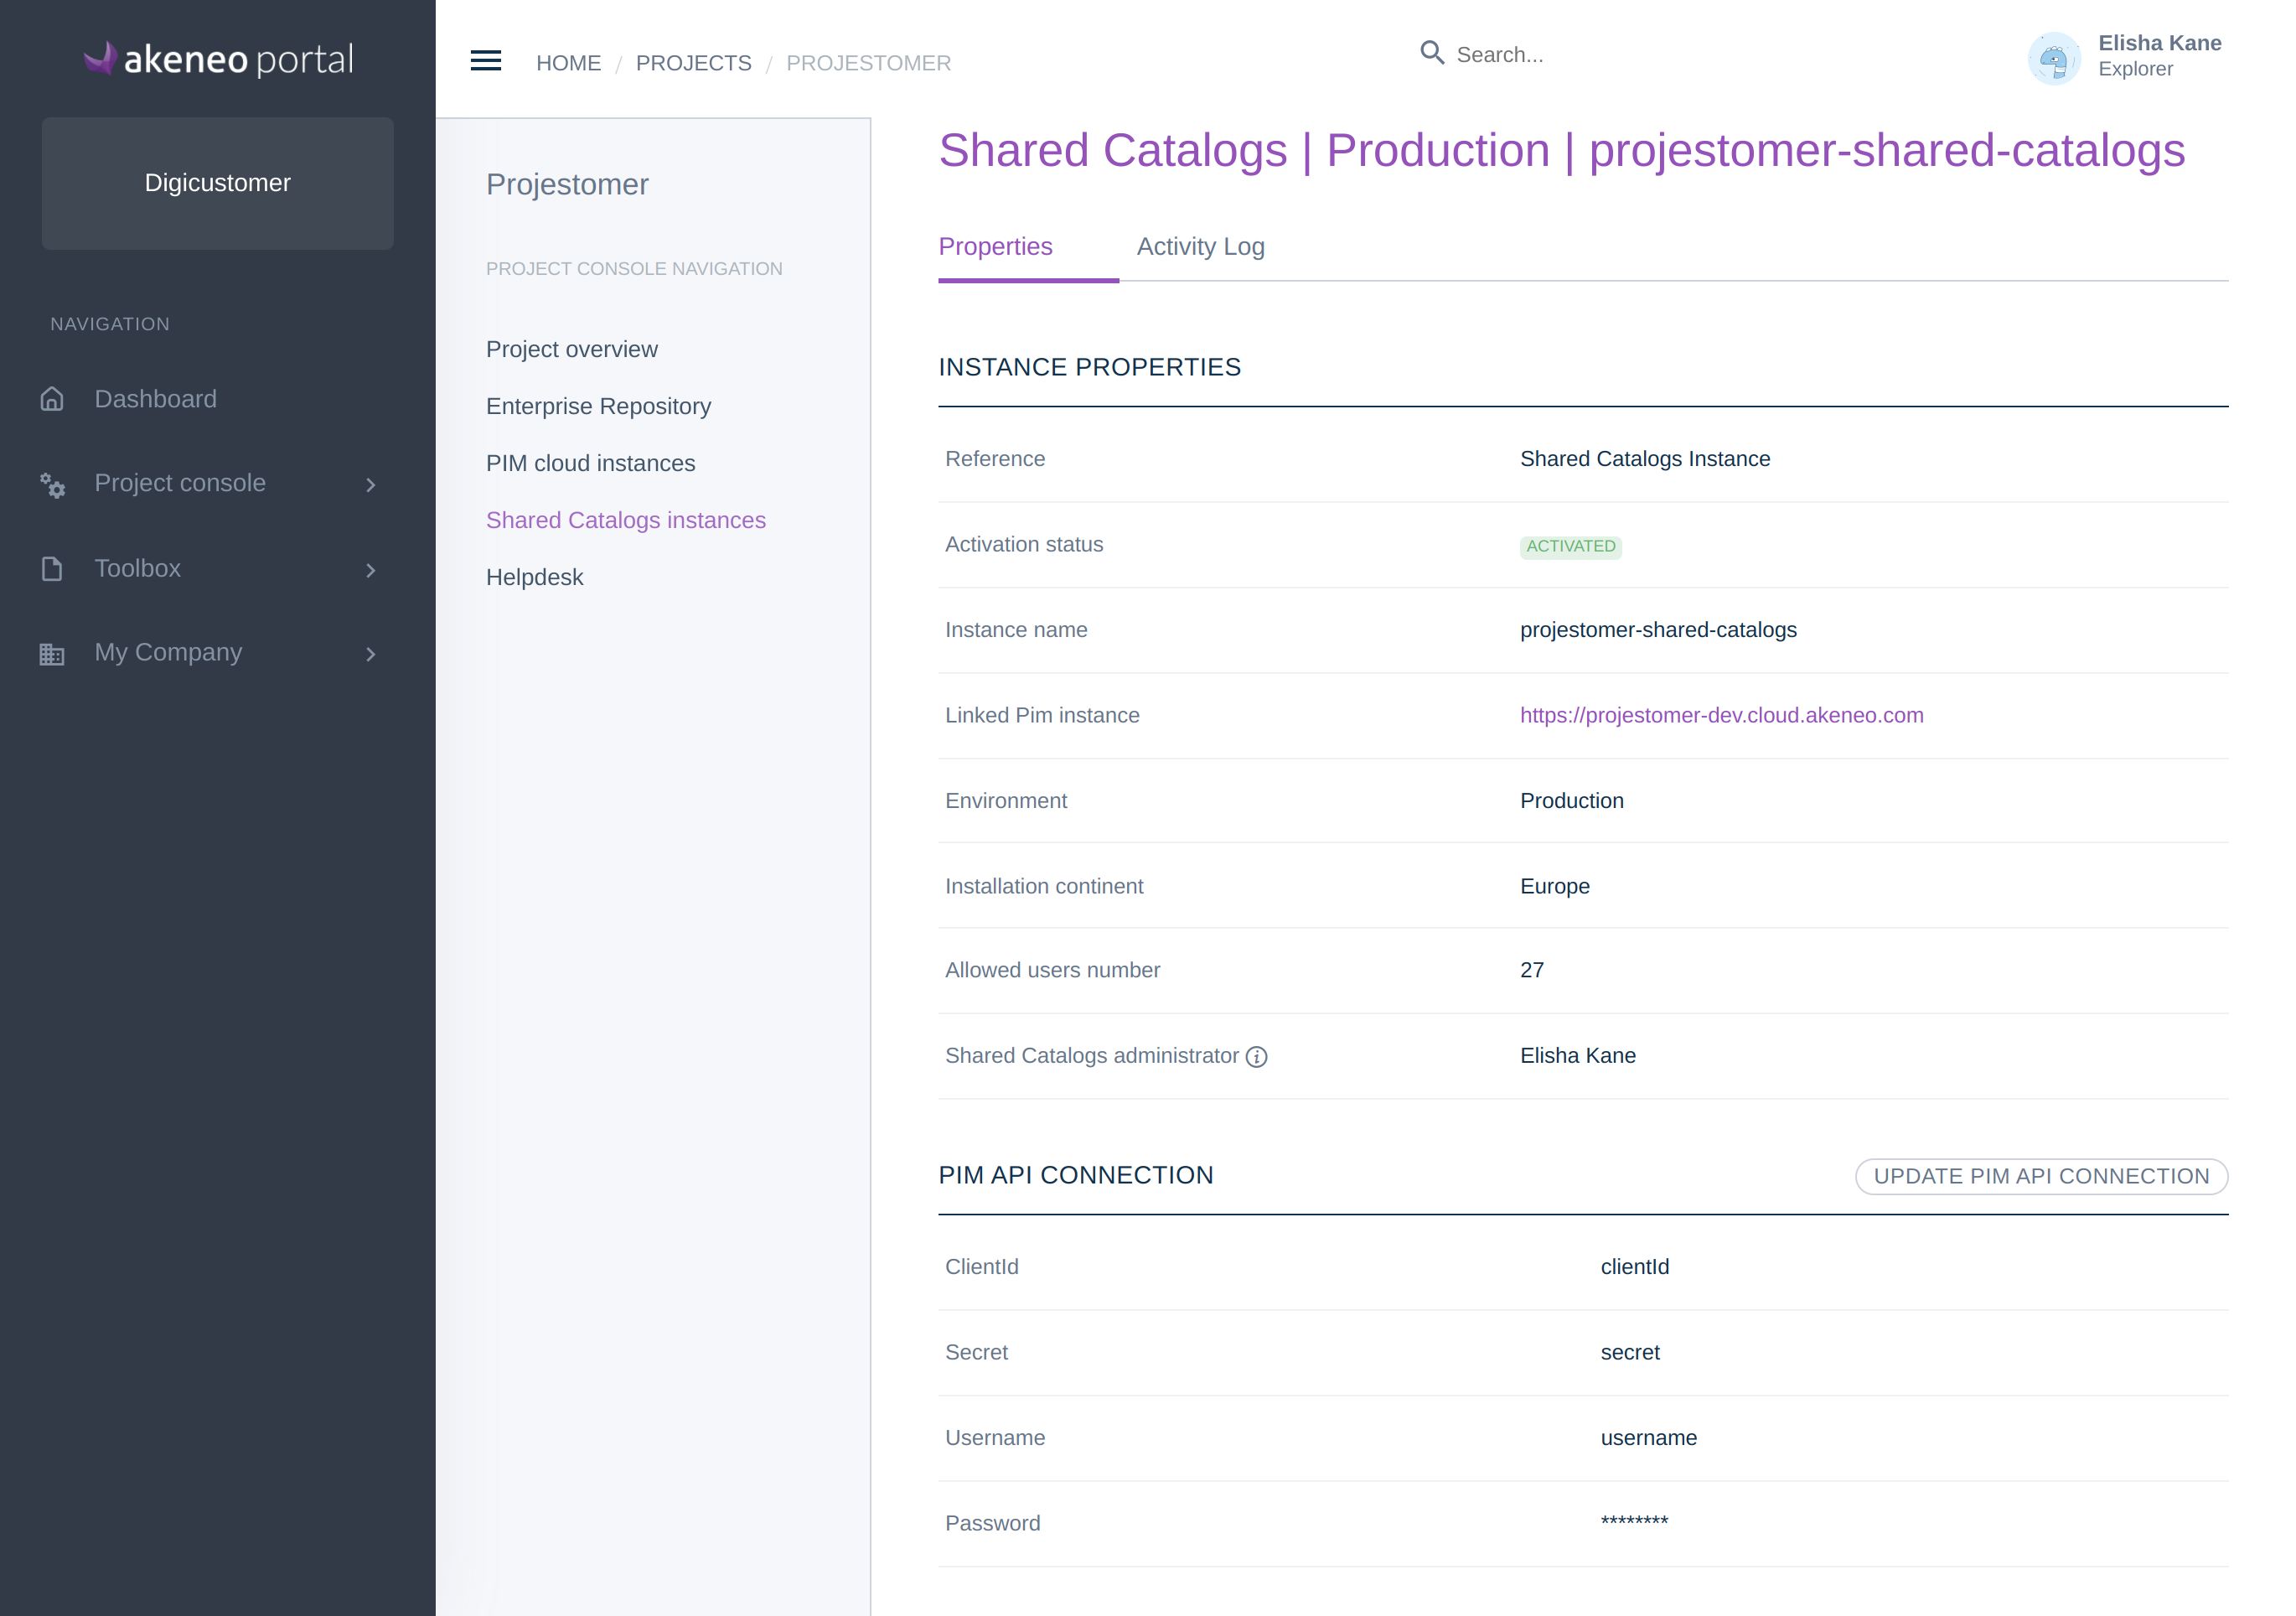 akeneo portal
Digicustomer
NAVIGATION
Dashboard
Project console
Toolbox
My Company
HOME / PROJECTS / PROJESTOMER
Search...
Elisha Kane
Explorer
Projestomer
PROJECT CONSOLE NAVIGATION
Project overview
Enterprise Repository
PIM cloud instances
Shared Catalogs instances
Helpdesk
Shared Catalogs | Production | projestomer-shared-catalogs
Properties Activity Log
INSTANCE PROPERTIES
Reference Shared Catalogs Instance
Activation status ACTIVATED
Instance name projestomer-shared-catalogs
Linked Pim instance https://projestomer-dev.cloud.akeneo.com
Environment Production
Installation continent Europe
Allowed users number 27
Shared Catalogs administrator Elisha Kane
PIM API CONNECTION UPDATE PIM API CONNECTION
ClientId clientId
Secret secret
Username username
Password ********